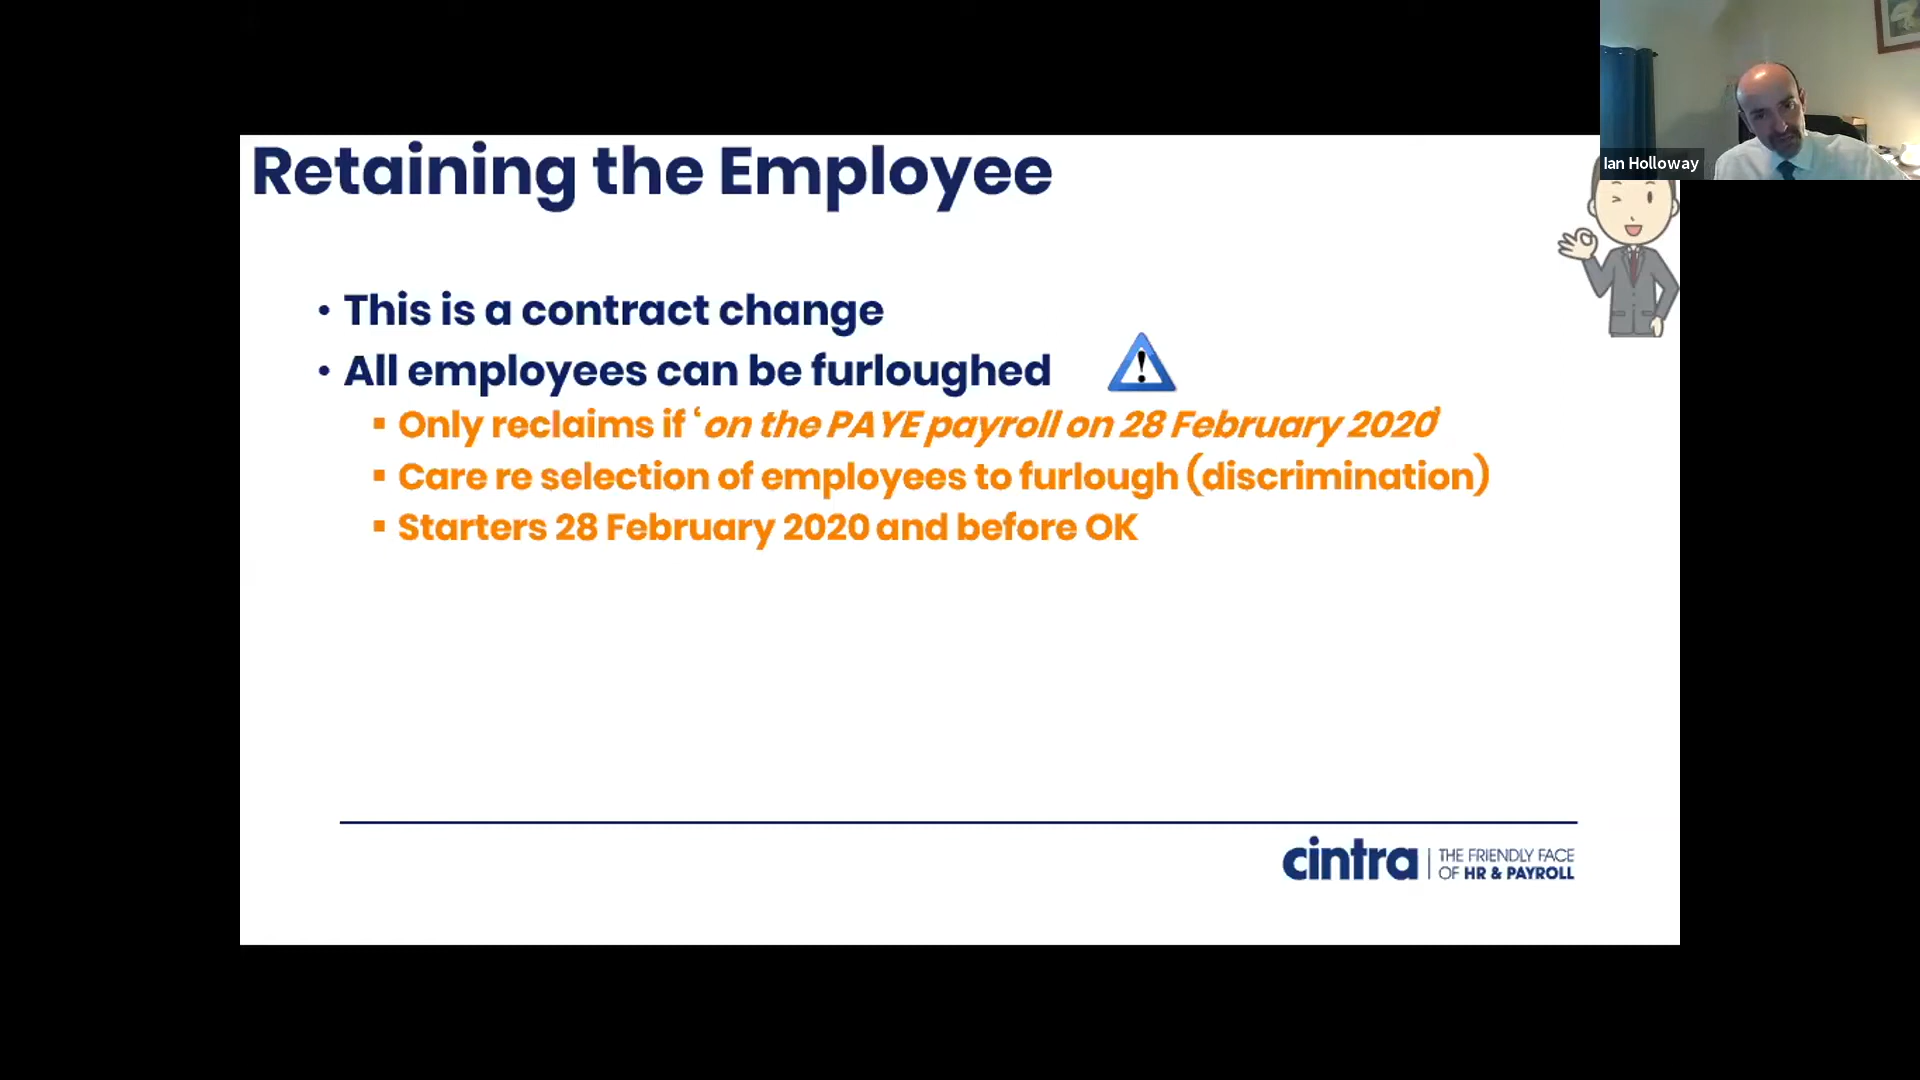 Retaining the Employee
Ian Holloway
• This is a contract change
• All employees can be furloughed
▪ Only reclaims if ‘on the PAYE payroll on 28 February 2020’
▪ Care re selection of employees to furlough (discrimination)
▪ Starters 28 February 2020 and before OK
cintra
THE FRIENDLY FACE
OF HR & PAYROLL